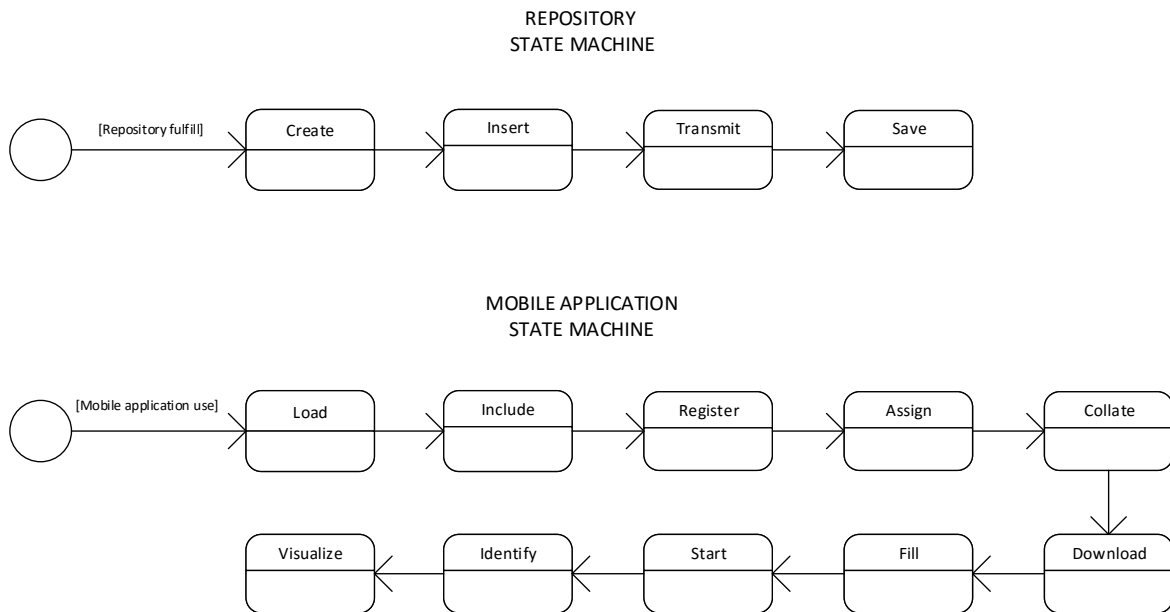 REPOSITORY
STATE MACHINE
[Repository fulfill]
Create
Insert
Transmit
Save
MOBILE APPLICATION
STATE MACHINE
[Mobile application use]
Load
Include
Register
Assign
Collate
Visualize
Identify
Start
Fill
Download